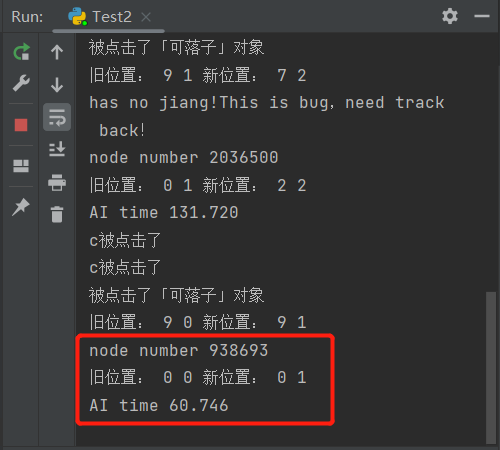 Run:
Test2
被点击了「可落子」对象
旧位置： 9 1 新位置： 7 2
has no jiang!This is bug，need track
back！
node number 2036500
旧位置： 0 1 新位置： 2 2
AI time 131.720
c被点击了
c被点击了
被点击了「可落子」对象
旧位置： 9 0 新位置： 9 1
node number 938693
旧位置： 0 0 新位置： 0 1
AI time 60.746